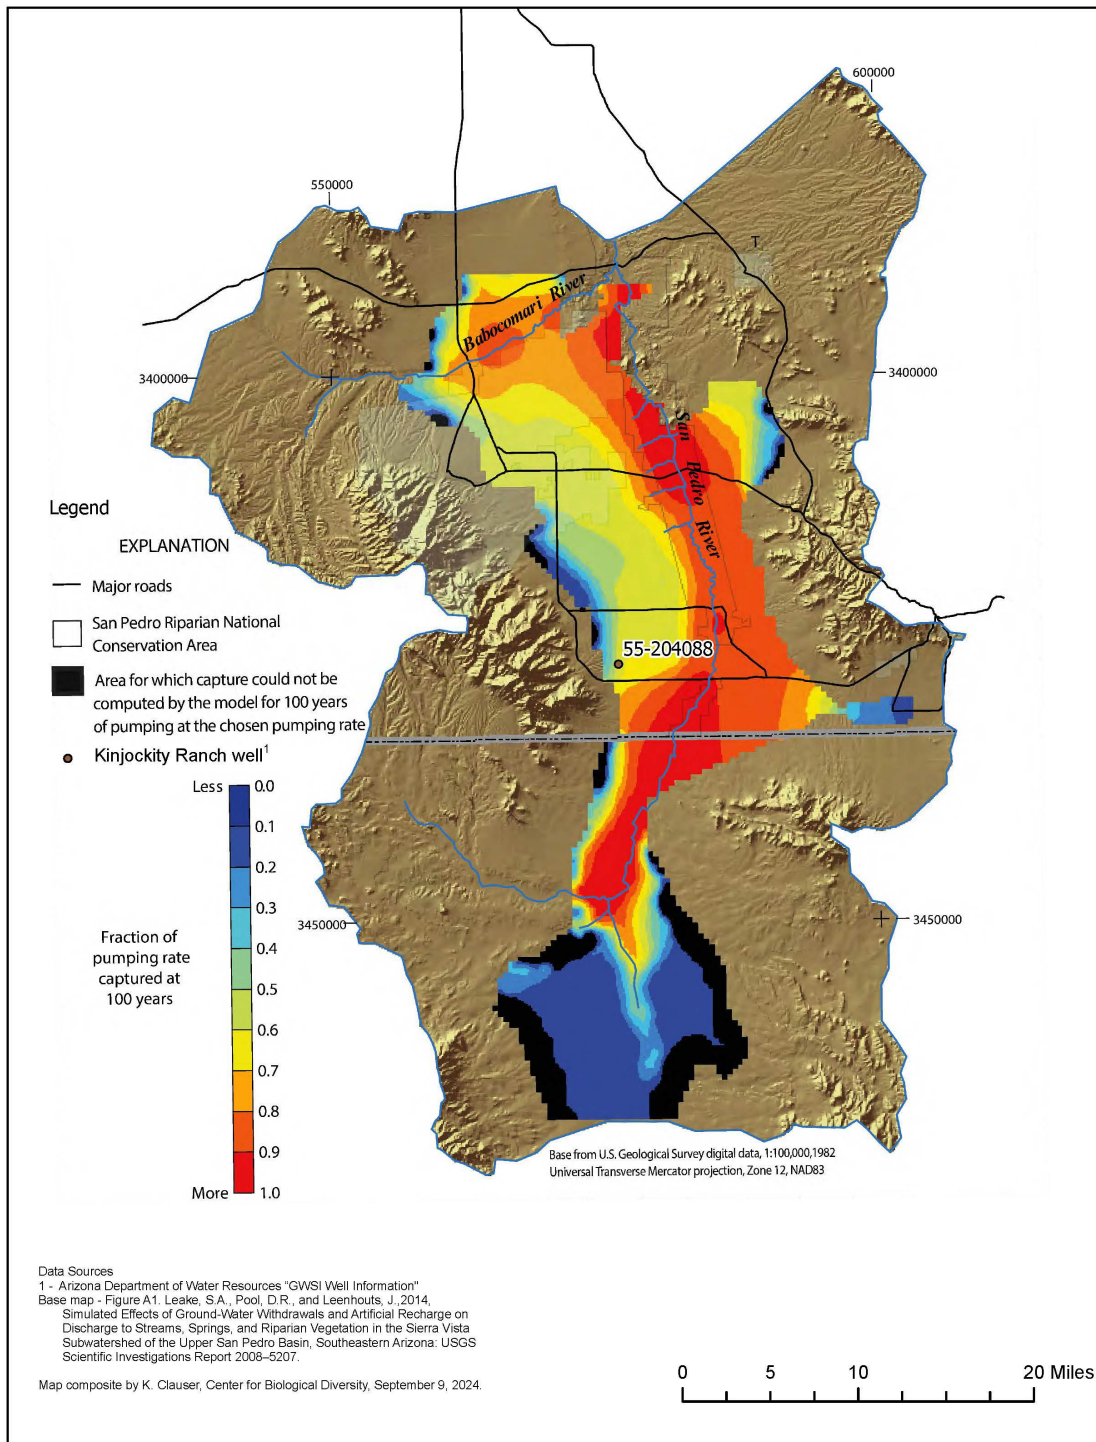 600000
550000
T
Babocomari River
3400000
3400000
San Pedro River
Legend
EXPLANATION
Major roads
San Pedro Riparian National
Conservation Area
Area for which capture could not be
computed by the model for 100 years
of pumping at the chosen pumping rate
Kinjockity Ranch well1
55-204088
Less
0.0
0.1
0.2
0.3
0.4
0.5
0.6
0.7
0.8
0.9
More
1.0
Fraction of
pumping rate
captured at
100 years
3450000
3450000
Base from U.S. Geological Survey digital data, 1:100,000,1982
Universal Transverse Mercator projection, Zone 12, NAD83
Data Sources
1 - Arizona Department of Water Resources "GWSI Well Information"
Base map - Figure A1. Leake, S.A., Pool, D.R., and Leenhouts, J.,2014,
Simulated Effects of Ground-Water Withdrawals and Artificial Recharge on
Discharge to Streams, Springs, and Riparian Vegetation in the Sierra Vista
Subwatershed of the Upper San Pedro Basin, Southeastern Arizona: USGS
Scientific Investigations Report 2008–5207.
Map composite by K. Clauser, Center for Biological Diversity, September 9, 2024.
0 5 10 20 Miles